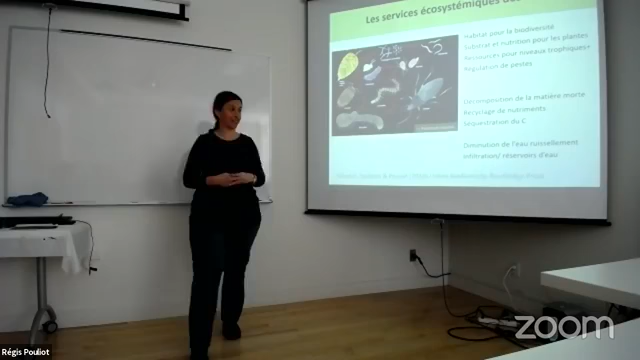 Les services écosystémiques
Habitat pour la biodiversité
Substrat et nutrition pour les plantes
Ressources pour niveaux trophiques+
Régulation de pestes
Décomposition de la matière morte
Recyclage de nutriments
Séquestration du C
Diminution de l'eau ruissellement
Infiltration/ réservoirs d'eau
zoom
Régis Pouliot